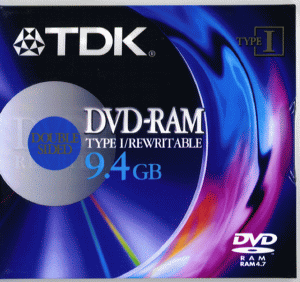 TDK®
TYPE I
DOUBLE
SIDED
DVD-RAM
TYPE I/REWRITABLE
9.4GB
DVD
RAM
RAM4.7